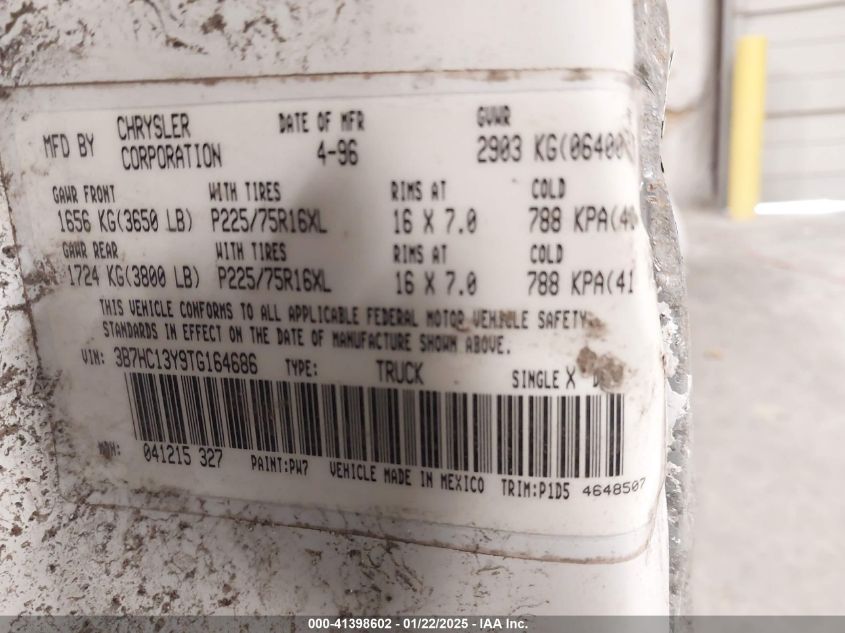 MFD BY CHRYSLER CORPORATION DATE OF MFR 4-96 GVWR 2903 KG(06400
GAWR FRONT WITH TIRES RIMS AT COLD
1656 KG(3650 LB) P225/75R16XL 16 X 7.0 788 KPA(40
GAWR REAR WITH TIRES RIMS AT COLD
1724 KG(3800 LB) P225/75R16XL 16 X 7.0 788 KPA(41
THIS VEHICLE CONFORMS TO ALL APPLICABLE FEDERAL MOTOR VEHICLE SAFETY
STANDARDS IN EFFECT ON THE DATE OF MANUFACTURE SHOWN ABOVE.
VIN: 3B7HC13Y9TG164686 TYPE: TRUCK SINGLE X D
MDH: 041215 327 PAINT:PW7 VEHICLE MADE IN MEXICO TRIM:P1D5 4648507
000-41398602 - 01/22/2025 - IAA Inc.